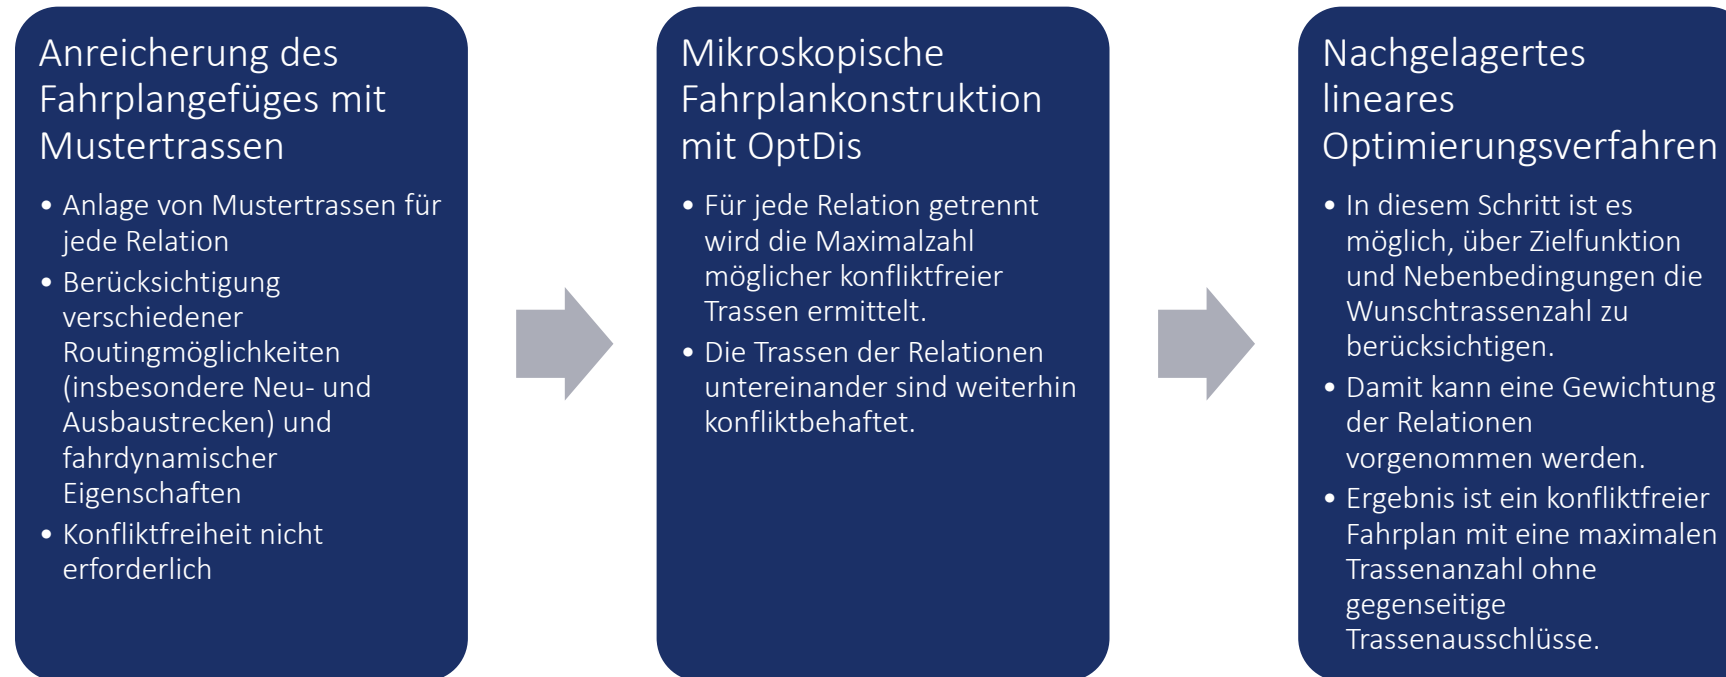 Anreicherung des
Fahrplangefüges mit
Mustertrassen
• Anlage von Mustertrassen für
jede Relation
• Berücksichtigung
verschiedener
Routingmöglichkeiten
(insbesondere Neu- und
Ausbaustrecken) und
fahrdynamischer
Eigenschaften
• Konfliktfreiheit nicht
erforderlich
Mikroskopische
Fahrplankonstruktion
mit OptDis
• Für jede Relation getrennt
wird die Maximalzahl
möglicher konfliktfreier
Trassen ermittelt.
• Die Trassen der Relationen
untereinander sind weiterhin
konfliktbehaftet.
Nachgelagertes
lineares
Optimierungsverfahren
• In diesem Schritt ist es
möglich, über Zielfunktion
und Nebenbedingungen die
Wunschtrassenzahl zu
berücksichtigen.
• Damit kann eine Gewichtung
der Relationen
vorgenommen werden.
• Ergebnis ist ein konfliktfreier
Fahrplan mit eine maximalen
Trassenanzahl ohne
gegenseitige
Trassenausschlüsse.